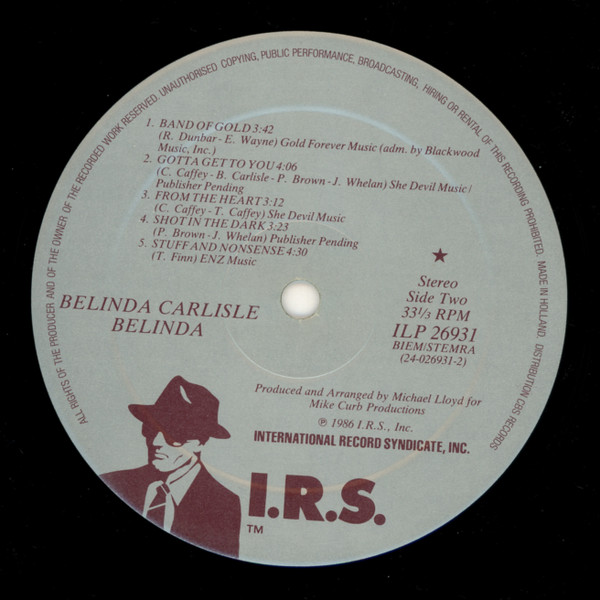 ALL RIGHTS OF THE PRODUCER AND OF THE OWNER OF THE RECORDED WORK RESERVED. UNAUTHORISED COPYING, PUBLIC PERFORMANCE, BROADCASTING, HIRING OR RENTAL OF THIS RECORDING PROHIBITED. MADE IN HOLLAND. DISTRIBUTION CBS RECORDS
1. BAND OF GOLD 3:42
(R. Dunbar - E. Wayne) Gold Forever Music (adm. by Blackwood
Music, Inc.)
2. GOTTA GET TO YOU 4:06
(C. Caffey - B. Carlisle - P. Brown - J. Whelan) She Devil Music /
Publisher Pending
3. FROM THE HEART 3:12
(C. Caffey - T. Caffey) She Devil Music
4. SHOT IN THE DARK 3:23
(P. Brown - J. Whelan) Publisher Pending
5. STUFF AND NONSENSE 4:30
(T. Finn) ENZ Music
★
Stereo
Side Two
33⅓ RPM
ILP 26931
BIEM/STEMRA
(24-026931-2)
BELINDA CARLISLE
BELINDA
Produced and Arranged by Michael Lloyd for
Mike Curb Productions
℗ 1986 I.R.S., Inc.
INTERNATIONAL RECORD SYNDICATE, INC.
I.R.S.
TM